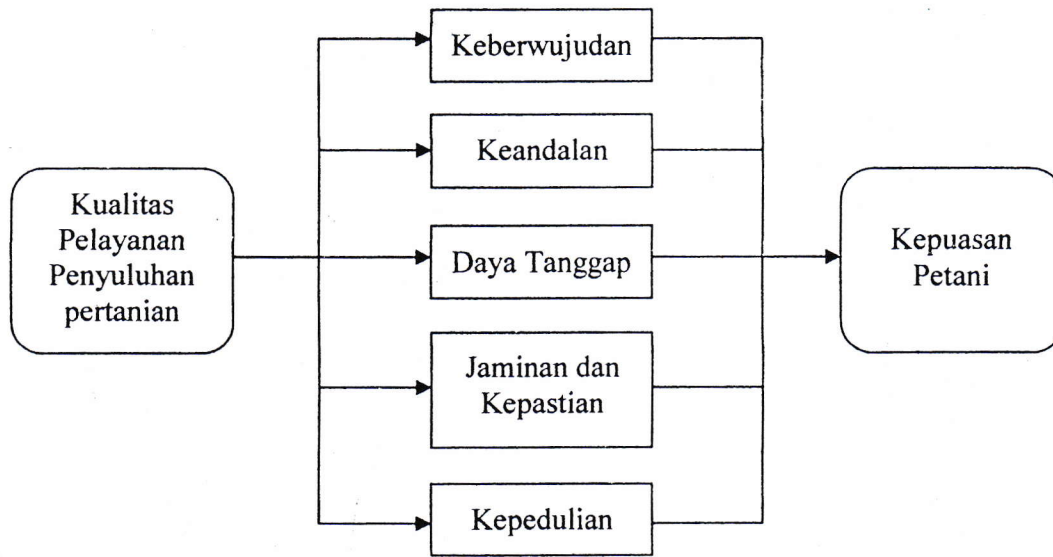 Kualitas
Pelayanan
Penyuluhan
pertanian
Keberwujudan
Keandalan
Daya Tanggap
Jaminan dan
Kepastian
Kepedulian
Kepuasan
Petani